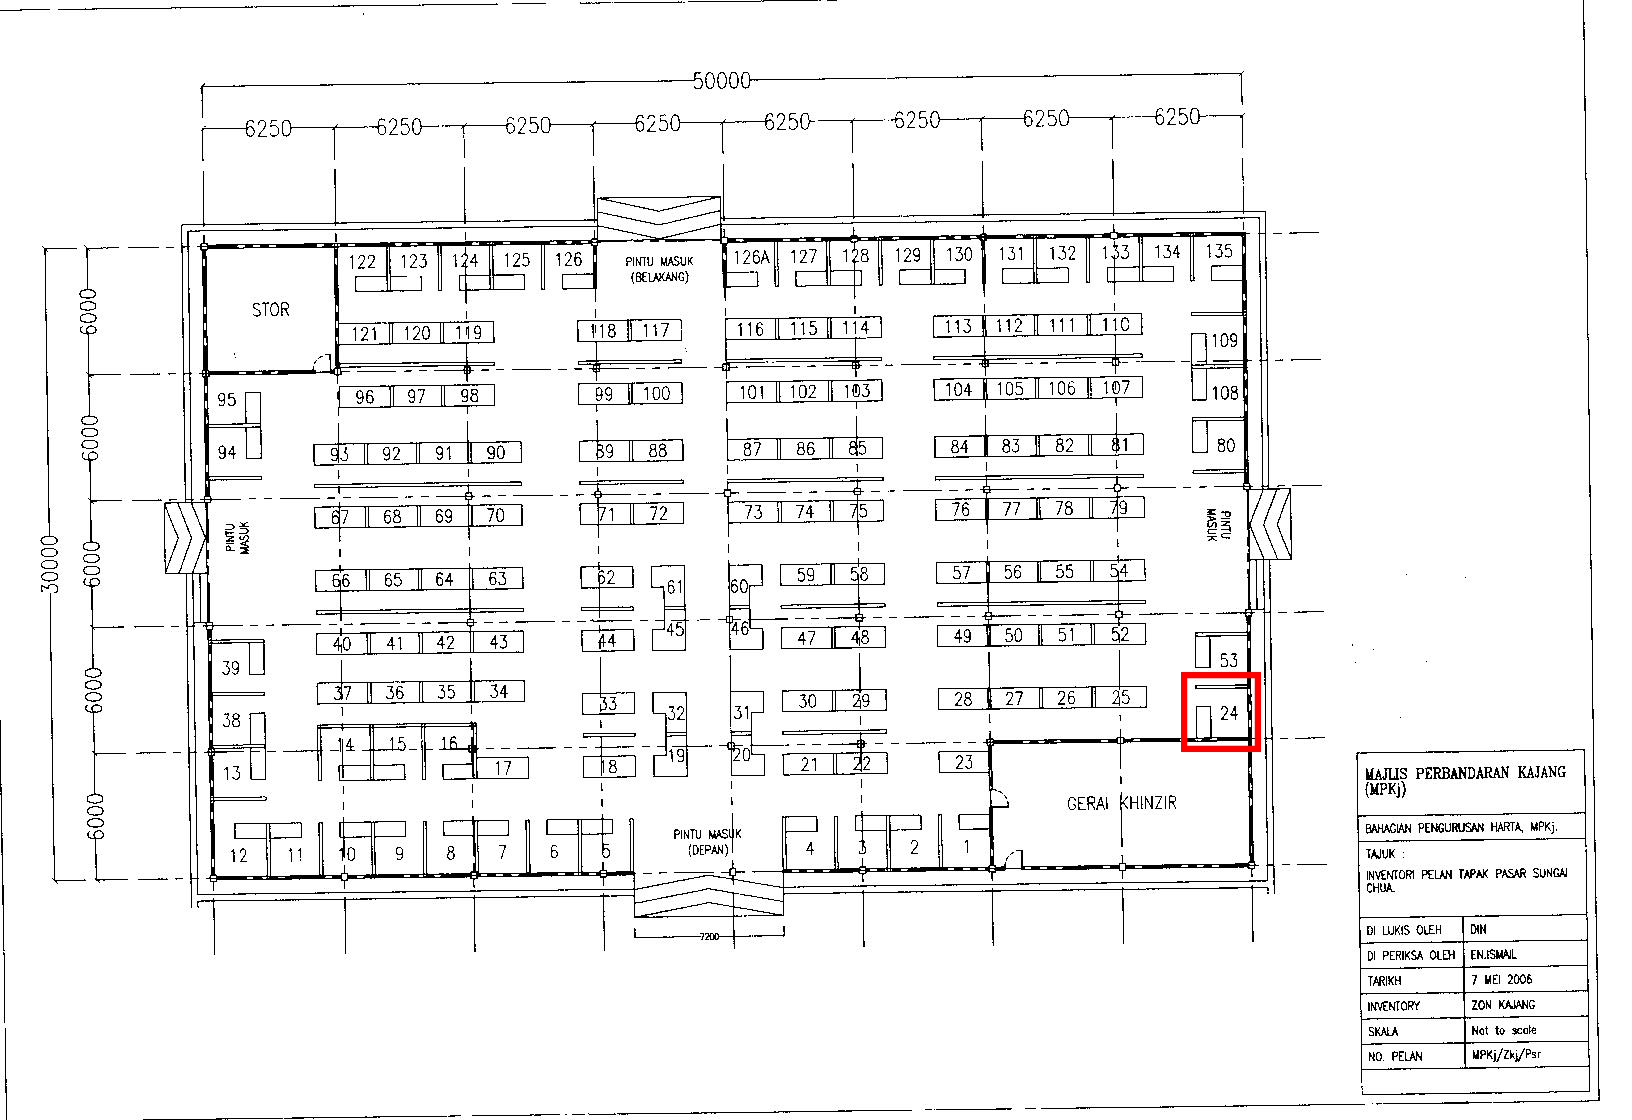 50000
6250 6250 6250 6250 6250 6250 6250 6250
122 123 124 125 126 PINTU MASUK 126A 127 128 129 130 131 132 133 134 135
(BELAKANG)
6000 STOR
121 120 119 118 117 116 115 114 113 112 111 110
109
95 96 97 98 99 100 101 102 103 104 105 106 107 108
6000 94 93 92 91 90 89 88 87 86 85 84 83 82 81 80
67 68 69 70 71 72 73 74 75 76 77 78 79
PINTU MASUK
PINTU MASUK
30000 6000
66 65 64 63 62 61 60 59 58 57 56 55 54
40 41 42 43 44 45 46 47 48 49 50 51 52
39 53
6000 37 36 35 34 33 32 31 30 29 28 27 26 25 24
38
14 15 16 19 20
13 17 18 21 22 23
6000 GERAI KHINZIR
PINTU MASUK
(DEPAN)
12 11 10 9 8 7 6 5 4 3 2 1
7200
MAJLIS PERBANDARAN KAJANG
(MPKj)
BAHAGIAN PENGURUSAN HARTA, MPKj.
TAJUK :
INVENTORI PELAN TAPAK PASAR SUNGAI
CHUA.
DI LUKIS OLEH DIN
DI PERIKSA OLEH EN.ISMAIL
TARIKH 7 MEI 2006
INVENTORY ZON KAJANG
SKALA Not to scale
NO. PELAN MPKj/Zkj/Psr